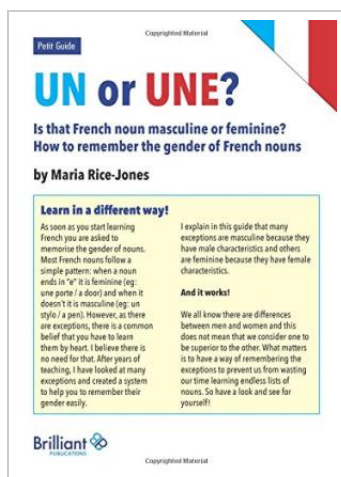 Copyrighted Material
Petit Guide
UN or UNE?
Is that French noun masculine or feminine?
How to remember the gender of French nouns
by Maria Rice-Jones
Learn in a different way!
As soon as you start learning
French you are asked to
memorise the gender of nouns.
Most French nouns follow a
simple pattern: when a noun
ends in "e" it is feminine (eg:
une porte / a door) and when it
doesn't it is masculine (eg: un
stylo / a pen). However, as there
are exceptions, there is a common
belief that you have to learn
them by heart. I believe there is
no need for that. After years of
teaching, I have looked at many
exceptions and created a system
to help you to remember their
gender easily.
I explain in this guide that many
exceptions are masculine because they
have male characteristics and others
are feminine because they have female
characteristics.
And it works!
We all know there are differences
between men and women and this
does not mean that we consider one to
be superior to the other. What matters
is to have a way of remembering the
exceptions to prevent us from wasting
our time learning endless lists of
nouns. So have a look and see for
yourself!
Brilliant
PUBLICATIONS
Copyrighted Material